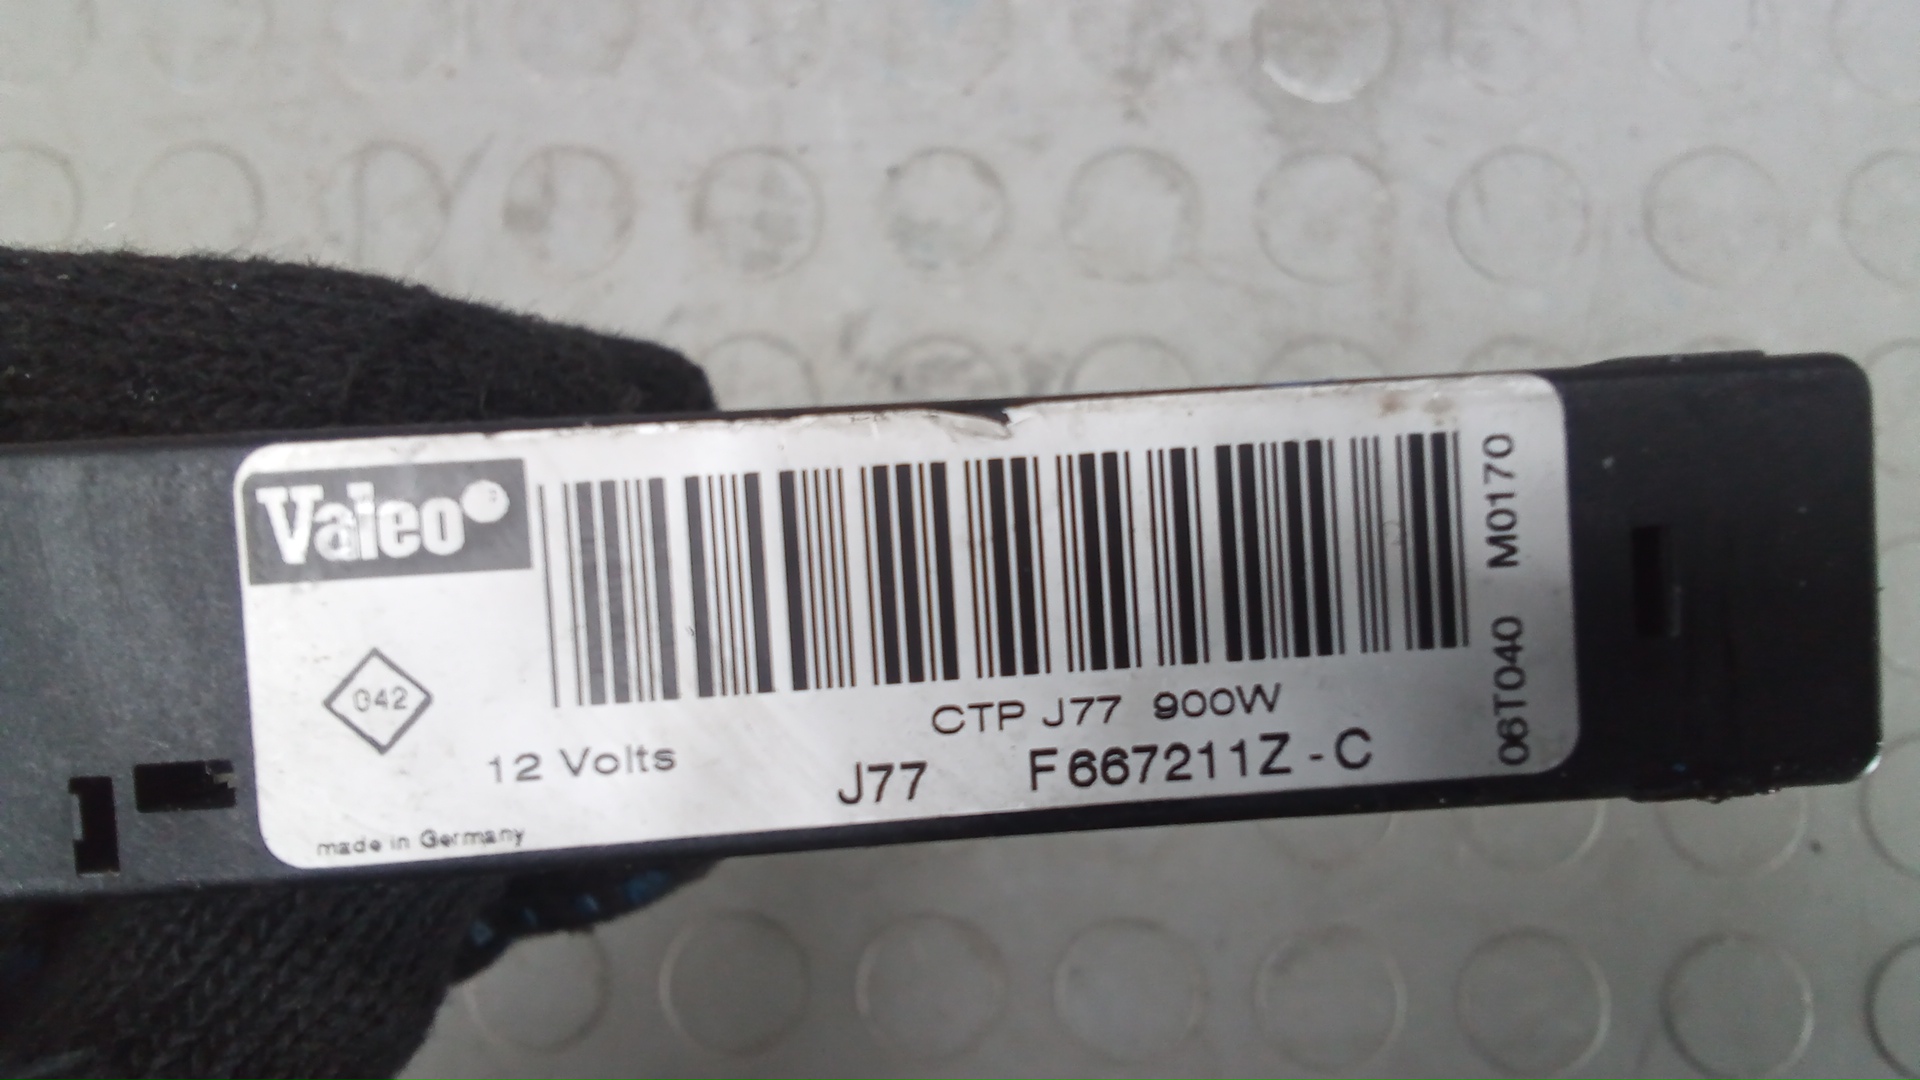 Valeo
042
12 Volts
made in Germany
CTP J77 900W
J77 F667211Z-C
06T040 M0170